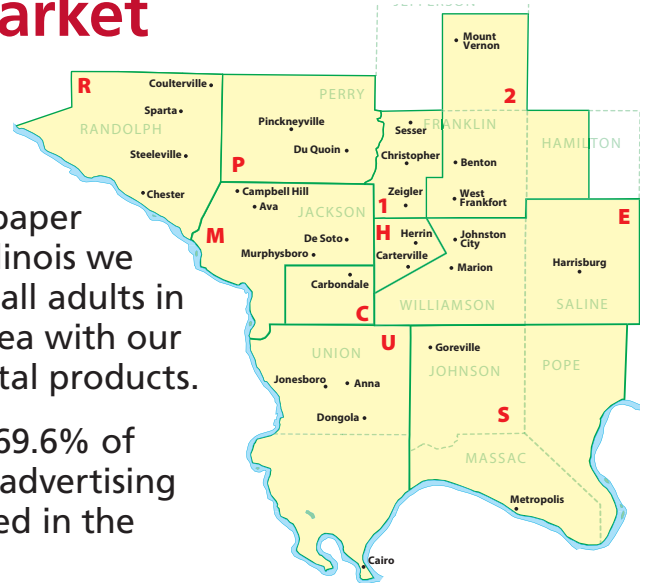 arket
JEFFERSON
Mount
Vernon
R
Coulterville
PERRY
2
Sparta
Pinckneyville
RANDOLPH
Sesser
FRANKLIN
HAMILTON
Steeleville
Du Quoin
Christopher
Benton
P
Chester
Campbell Hill
Zeigler
West
Frankfort
Ava
JACKSON
1
E
paper
M
H
Herrin
Johnston
City
De Soto
linois we
Murphysboro
Carterville
Marion
Harrisburg
all adults in
Carbondale
WILLIAMSON
SALINE
C
ea with our
UNION
U
Goreville
POPE
JOHNSON
tal products.
Jonesboro
Anna
S
Dongola
69.6% of
MASSAC
advertising
Metropolis
ed in the
Cairo